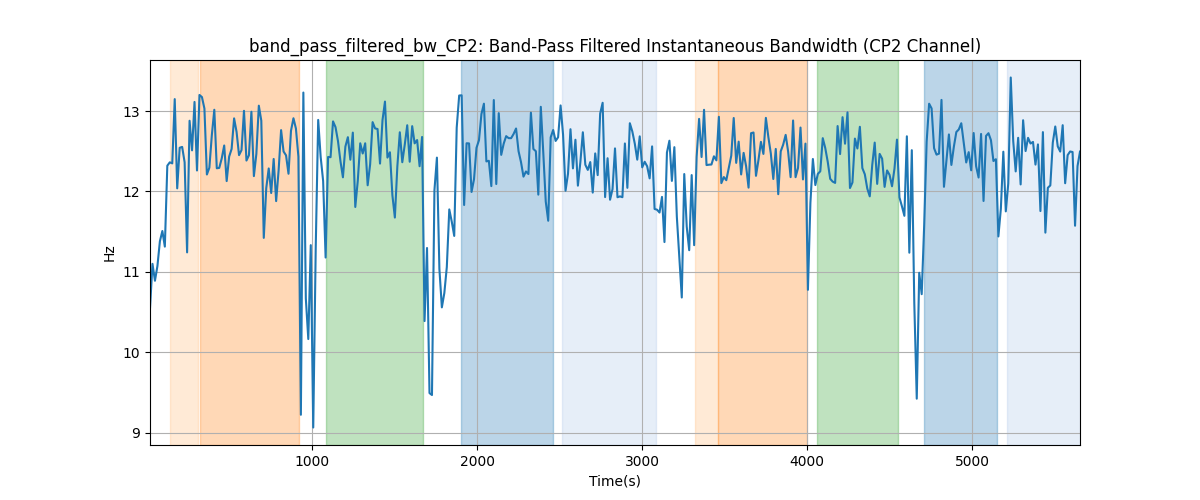 band_pass_filtered_bw_CP2: Band-Pass Filtered Instantaneous Bandwidth (CP2 Channel)
13
12
11
10
9
Hz
1000 2000 3000 4000 5000
Time(s)